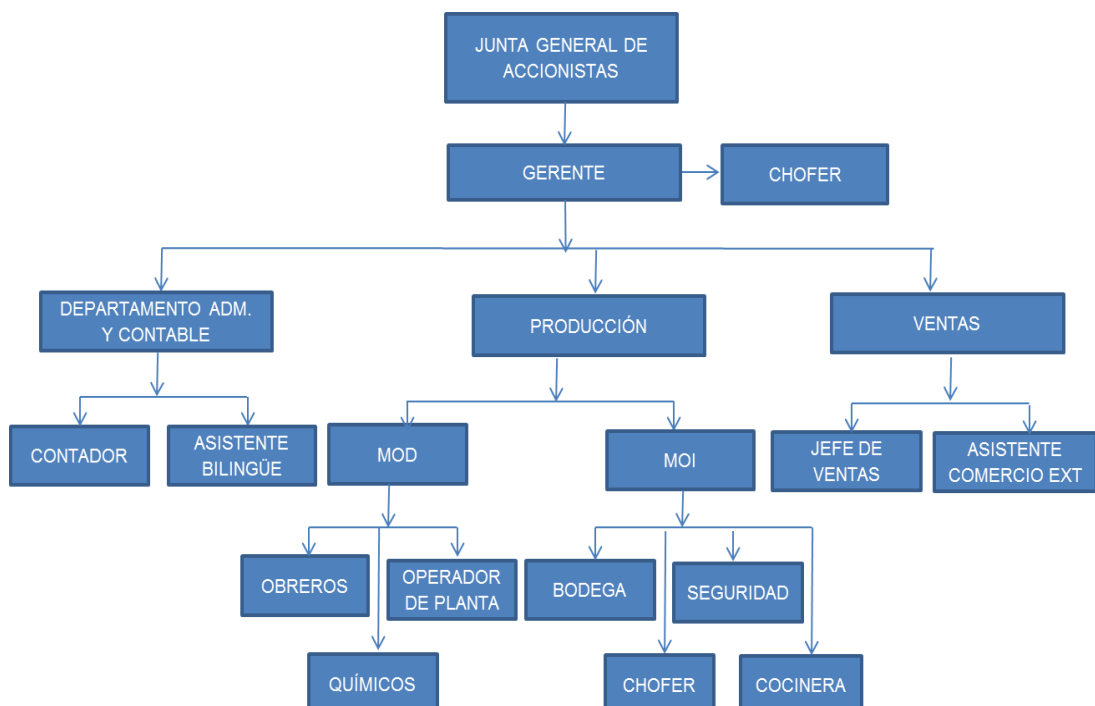 JUNTA GENERAL DE
ACCIONISTAS
GERENTE
CHOFER
DEPARTAMENTO ADM.
Y CONTABLE
PRODUCCIÓN
VENTAS
CONTADOR
ASISTENTE
BILINGÜE
MOD
MOI
JEFE DE
VENTAS
ASISTENTE
COMERCIO EXT
OBREROS
OPERADOR
DE PLANTA
BODEGA
SEGURIDAD
QUÍMICOS
CHOFER
COCINERA